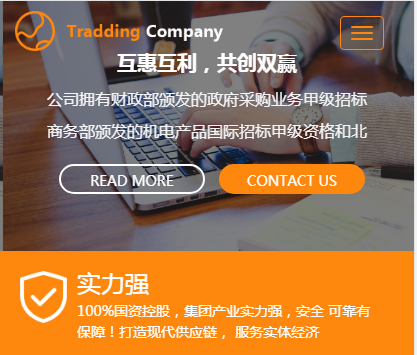 Tradding Company
互惠互利，共创双赢
公司拥有财政部颁发的政府采购业务甲级招标
商务部颁发的机电产品国际招标甲级资格和北
READ MORE
CONTACT US
实力强
100%国资控股，集团产业实力强，安全 可靠有
保障！打造现代供应链， 服务实体经济